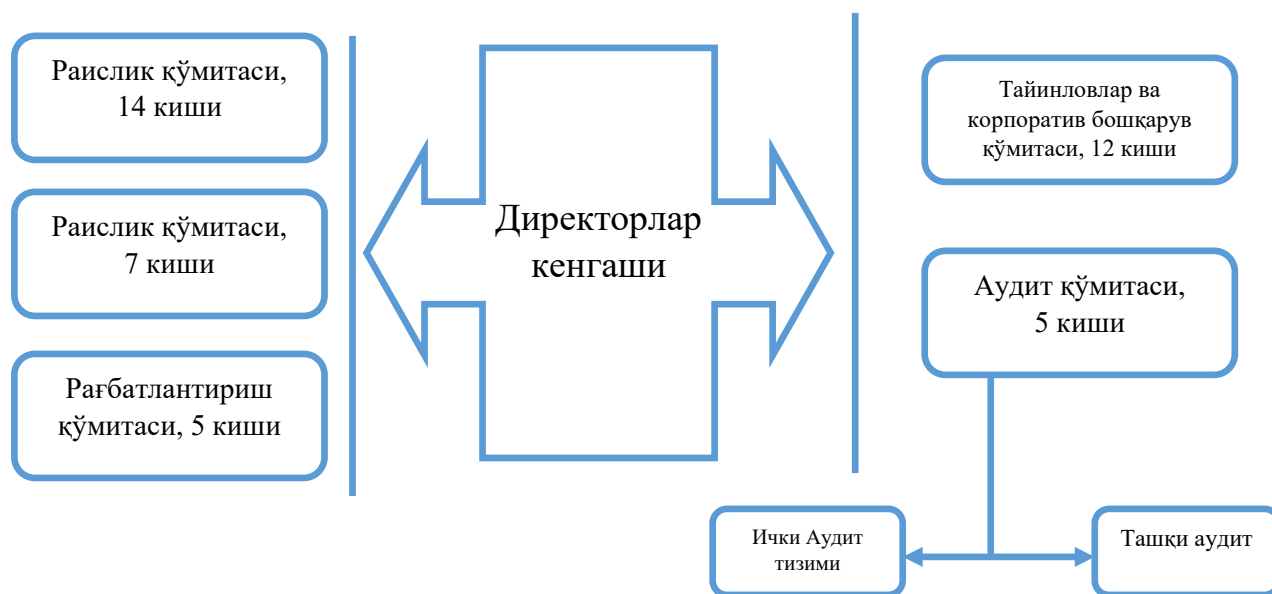 Раислик қўмитаси,
14 киши
Раислик қўмитаси,
7 киши
Рағбатлантириш
қўмитаси, 5 киши
Директорлар
кенгаши
Тайинловлар ва
корпоратив бошқарув
қўмитаси, 12 киши
Аудит қўмитаси,
5 киши
Ички Аудит
тизими
Ташқи аудит